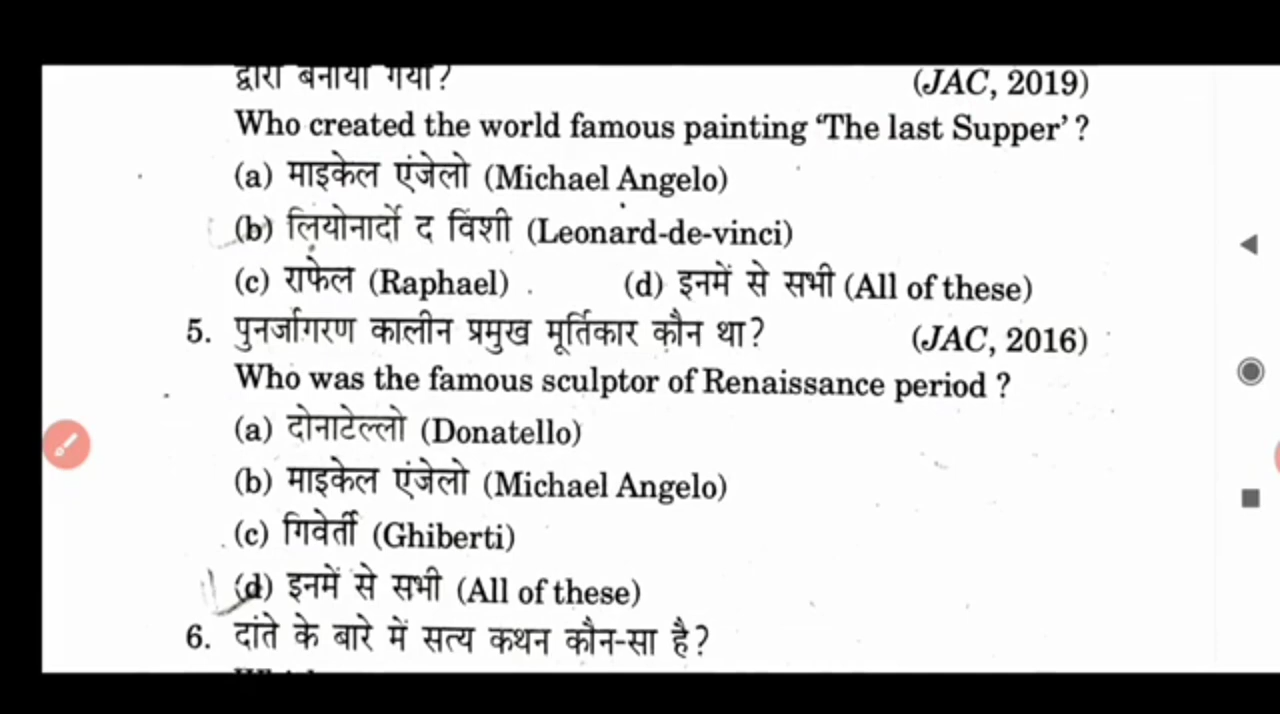 द्वारा बनाया गया? (JAC, 2019)
Who created the world famous painting ‘The last Supper’ ?
(a) माइकेल एंजेलो (Michael Angelo)
(b) लियोनार्दो द विंशी (Leonard-de-vinci)
(c) राफेल (Raphael) (d) इनमें से सभी (All of these)
5. पुनर्जागरण कालीन प्रमुख मूर्तिकार कौन था? (JAC, 2016)
Who was the famous sculptor of Renaissance period ?
(a) दोनाटेल्लो (Donatello)
(b) माइकेल एंजेलो (Michael Angelo)
(c) गिवेर्ती (Ghiberti)
(d) इनमें से सभी (All of these)
6. दांते के बारे में सत्य कथन कौन-सा है?